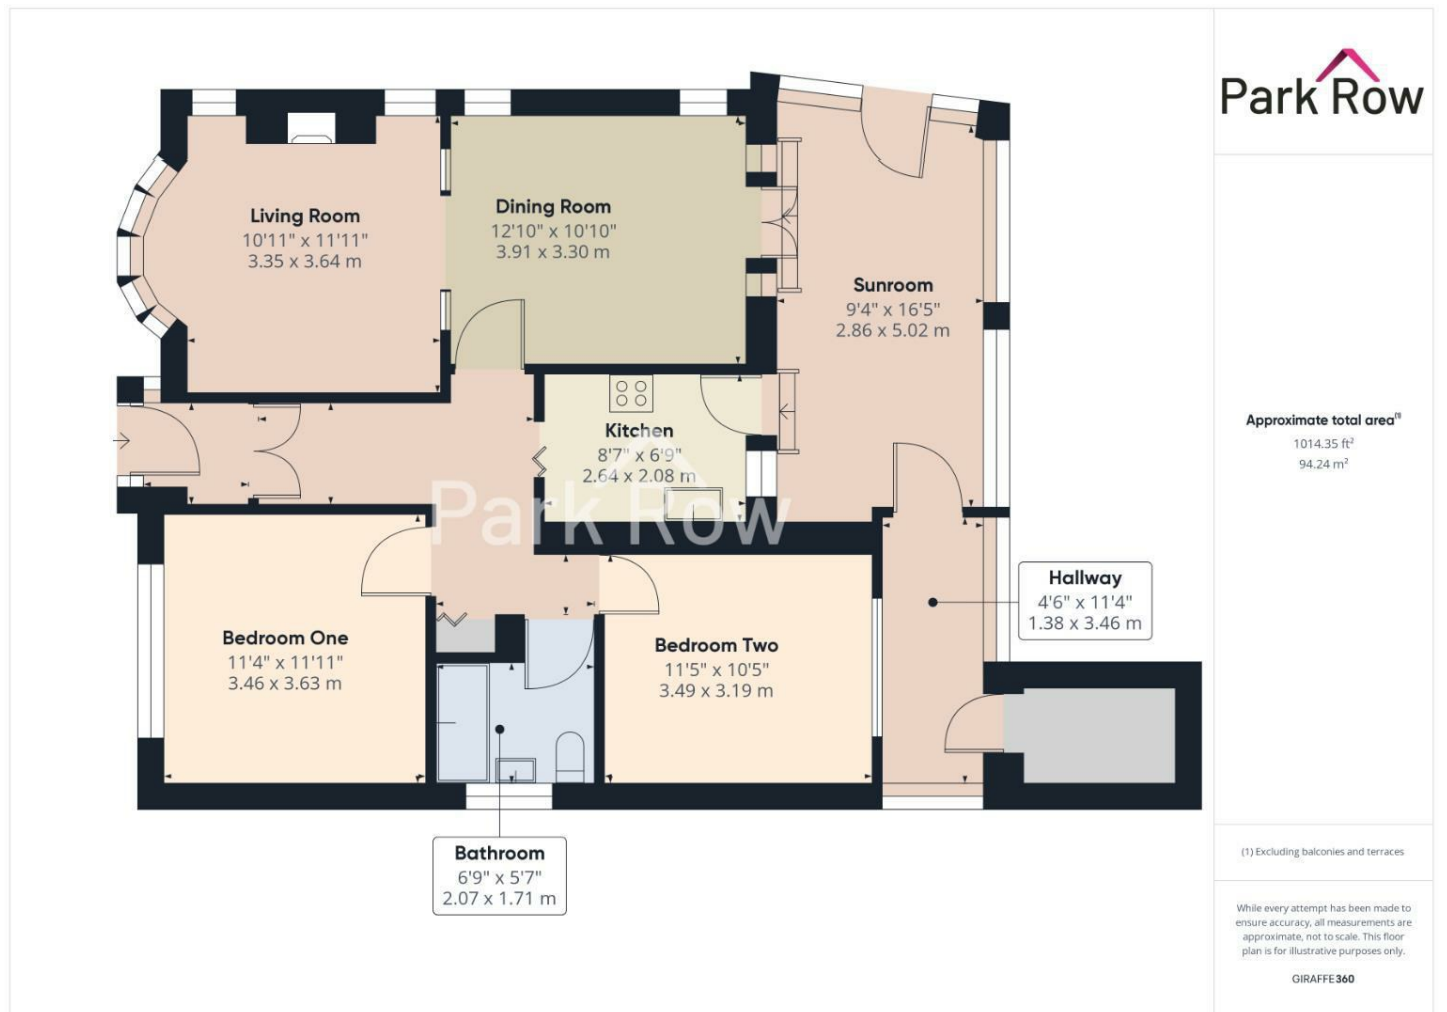 Park Row
Living Room
10'11" x 11'11"
3.35 x 3.64 m
Dining Room
12'10" x 10'10"
3.91 x 3.30 m
Sunroom
9'4" x 16'5"
2.86 x 5.02 m
Kitchen
8'7" x 6'9"
2.64 x 2.08 m
Park Row
Hallway
4'6" x 11'4"
1.38 x 3.46 m
Bedroom One
11'4" x 11'11"
3.46 x 3.63 m
Bedroom Two
11'5" x 10'5"
3.49 x 3.19 m
Bathroom
6'9" x 5'7"
2.07 x 1.71 m
Approximate total area(1)
1014.35 ft²
94.24 m²
(1) Excluding balconies and terraces
While every attempt has been made to
ensure accuracy, all measurements are
approximate, not to scale. This floor
plan is for illustrative purposes only.
GIRAFFE360